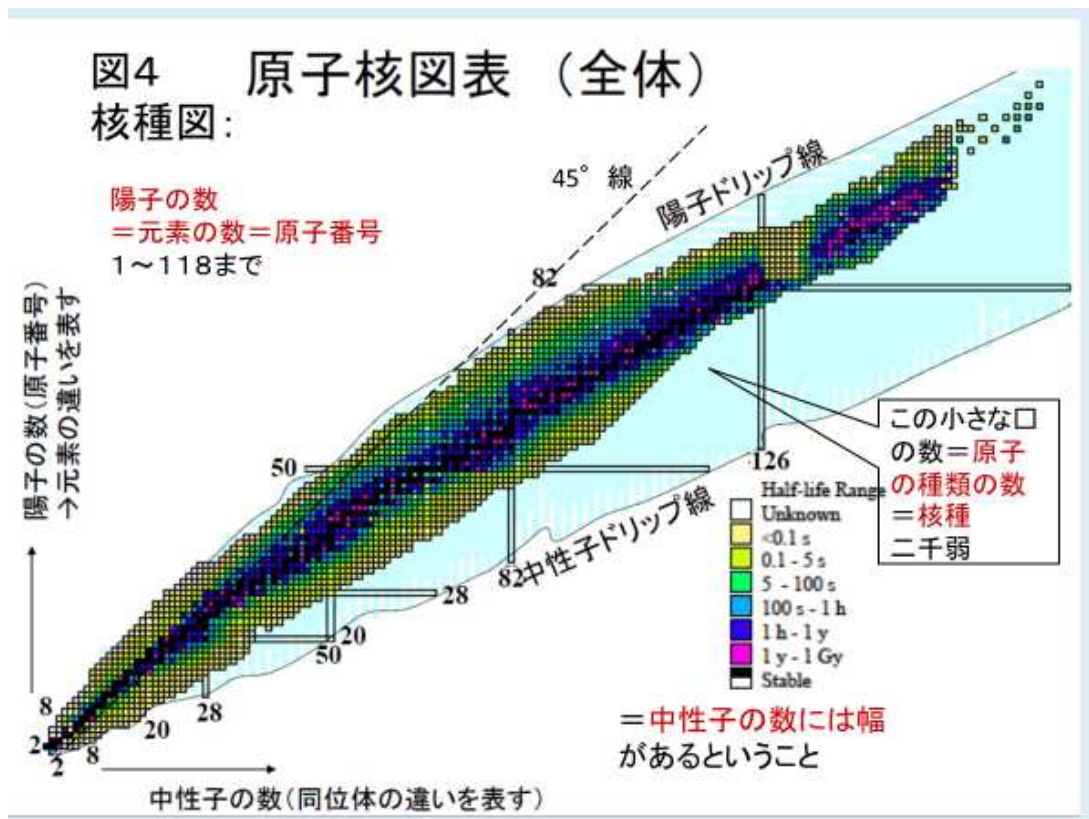 図4 原子核図表 （全体）
核種図:
陽子の数
＝元素の数＝原子番号
1～118まで
45° 線
陽子ドリップ線
82
陽子の数(原子番号)
→元素の違いを表す
50
126
この小さな□
の数＝原子
の種類の数
＝核種
二千弱
Half-life Range
Unknown
<0.1 s
0.1 - 5 s
5 - 100 s
100 s - 1 h
1 h - 1 y
1 y - 1 Gy
Stable
中性子ドリップ線
82
28
20
50
28
20
8
2
8
2
＝中性子の数には幅
があるということ
中性子の数(同位体の違いを表す)